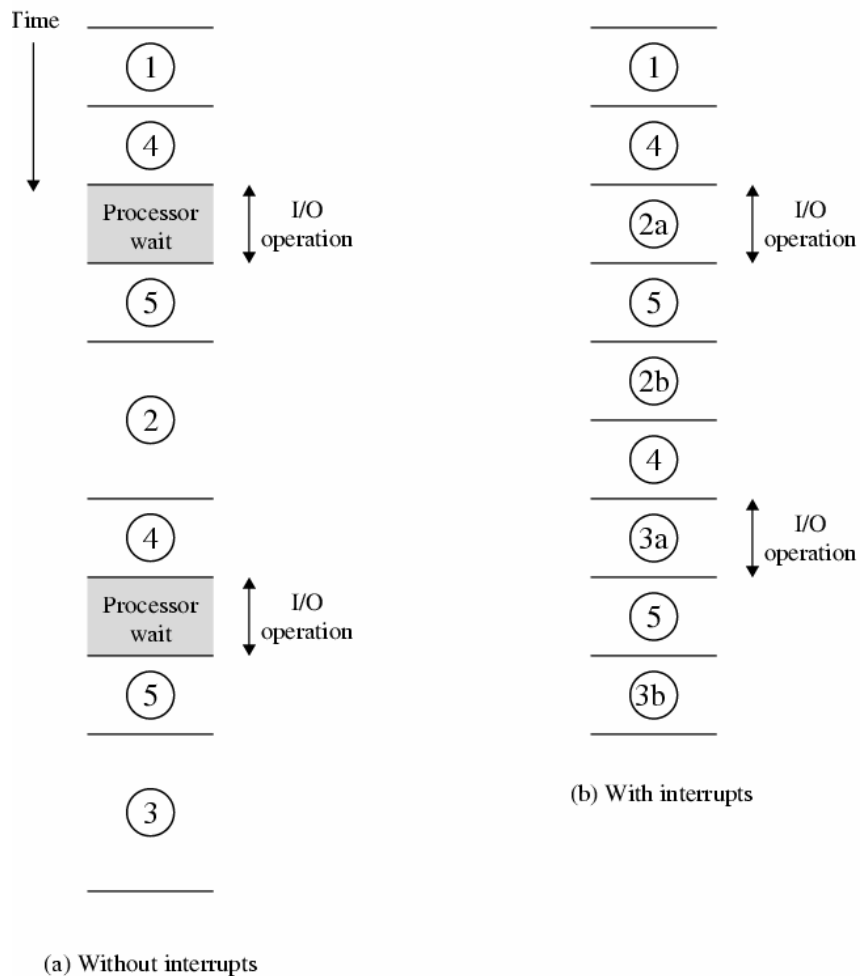 Time
1
4
Processor
wait
I/O
operation
5
2
4
Processor
wait
I/O
operation
5
3
(a) Without interrupts
1
4
2a
I/O
operation
5
2b
4
3a
I/O
operation
5
3b
(b) With interrupts